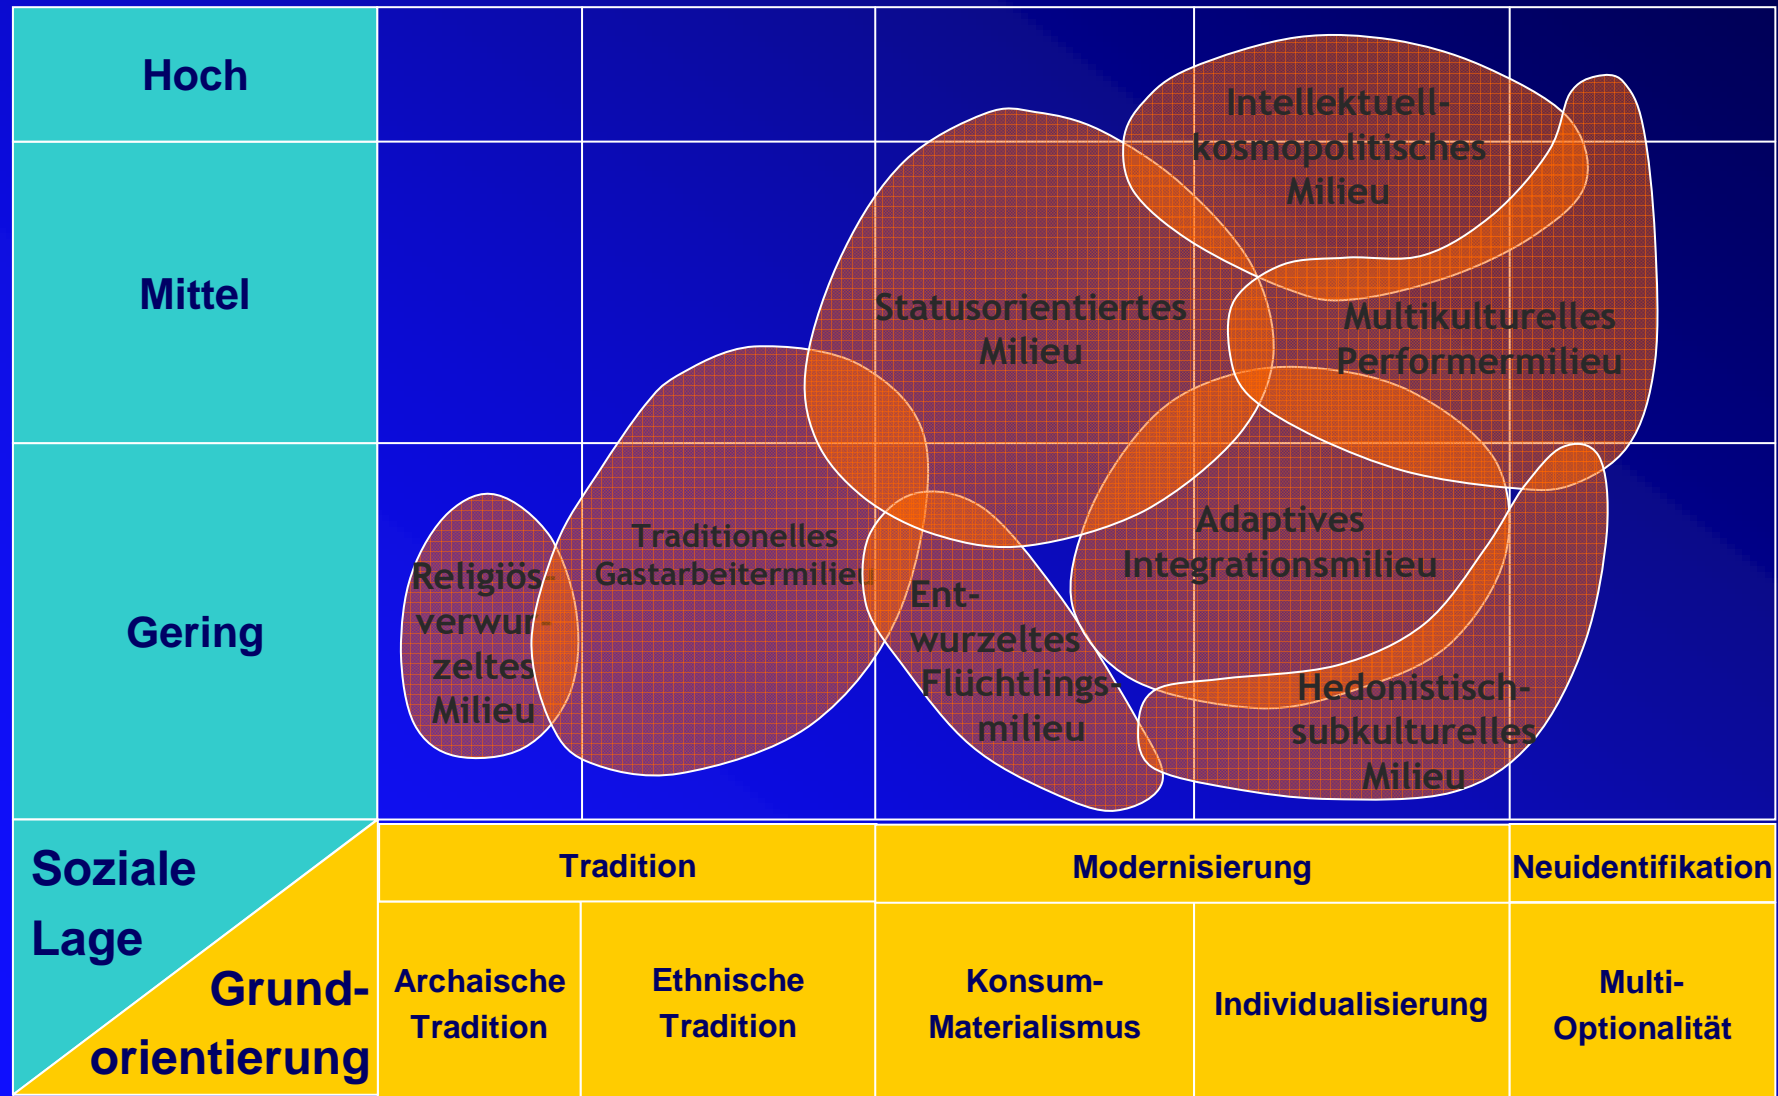 Hoch
Mittel
Gering
Intellektuell-
kosmopolitisches
Milieu
Statusorientiertes
Milieu
Multikulturelles
Performermilieu
Religiös-
verwur-
zeltes
Milieu
Traditionelles
Gastarbeitermilieu
Ent-
wurzeltes
Flüchtlings-
milieu
Adaptives
Integrationsmilieu
Hedonistisch-
subkulturelles
Milieu
Soziale
Lage
Grund-
orientierung
Tradition
Modernisierung
Neuidentifikation
Archaische
Tradition
Ethnische
Tradition
Konsum-
Materialismus
Individualisierung
Multi-
Optionalität